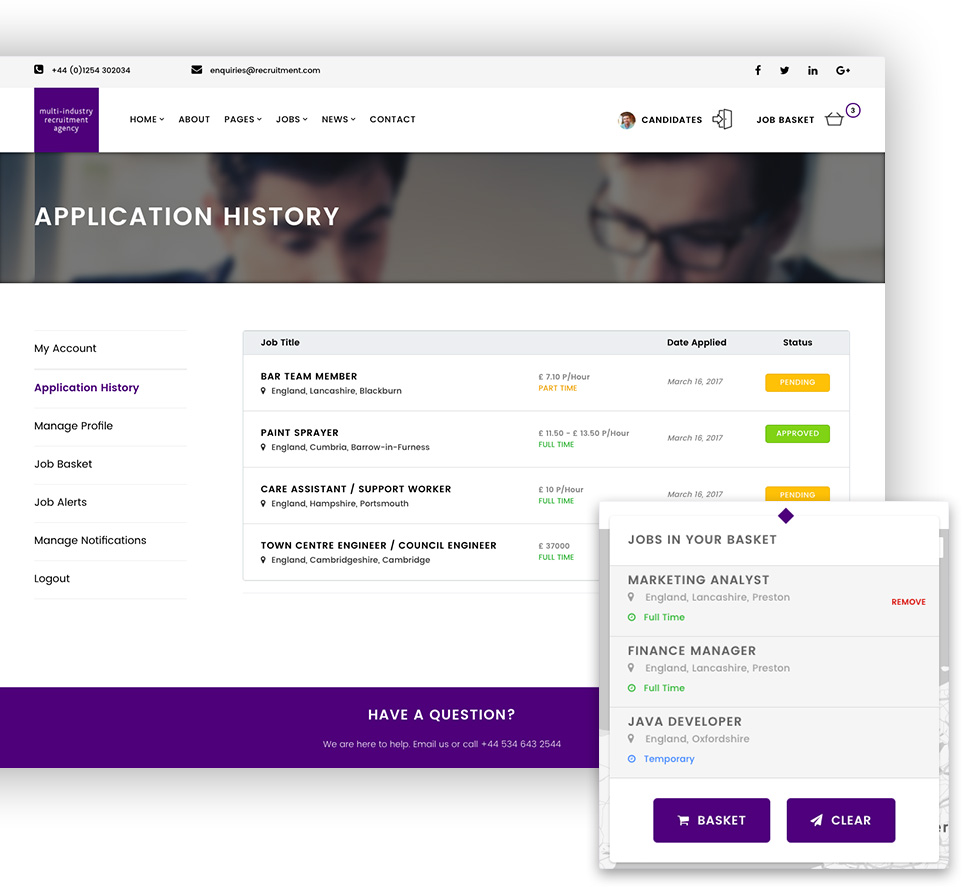 +44 (0)1254 302034
enquiries@recruitment.com
multi-industry
recruitment
agency
HOME
ABOUT
PAGES
JOBS
NEWS
CONTACT
CANDIDATES
JOB BASKET
3
APPLICATION HISTORY
My Account
Application History
Manage Profile
Job Basket
Job Alerts
Manage Notifications
Logout
Job Title Date Applied Status
BAR TEAM MEMBER
England, Lancashire, Blackburn
£ 7.10 P/Hour
PART TIME
March 16, 2017
PENDING
PAINT SPRAYER
England, Cumbria, Barrow-in-Furness
£ 11.50 - £ 13.50 P/Hour
FULL TIME
March 16, 2017
APPROVED
CARE ASSISTANT / SUPPORT WORKER
England, Hampshire, Portsmouth
£ 10 P/Hour
FULL TIME
March 16, 2017
PENDING
TOWN CENTRE ENGINEER / COUNCIL ENGINEER
England, Cambridgeshire, Cambridge
£ 37000
FULL TIME
HAVE A QUESTION?
We are here to help. Email us or call +44 534 643 2544
JOBS IN YOUR BASKET
MARKETING ANALYST
England, Lancashire, Preston
Full Time
REMOVE
FINANCE MANAGER
England, Lancashire, Preston
Full Time
JAVA DEVELOPER
England, Oxfordshire
Temporary
BASKET
CLEAR